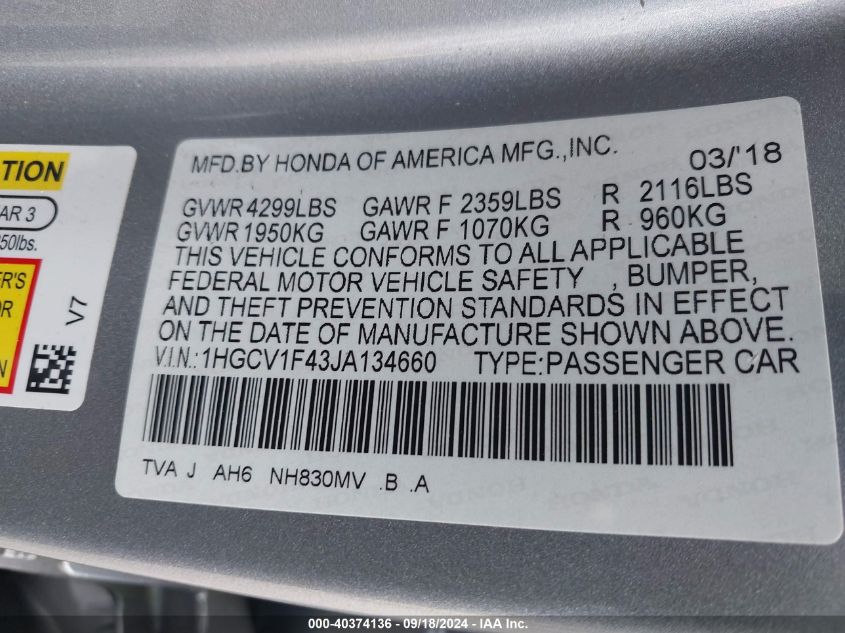 TION
AR 3
50lbs.
ER'S
OR
N
V7
MFD.BY HONDA OF AMERICA MFG.,INC. 03/'18
GVWR 4299LBS GAWR F 2359LBS R 2116LBS
GVWR 1950KG GAWR F 1070KG R 960KG
THIS VEHICLE CONFORMS TO ALL APPLICABLE
FEDERAL MOTOR VEHICLE SAFETY , BUMPER,
AND THEFT PREVENTION STANDARDS IN EFFECT
ON THE DATE OF MANUFACTURE SHOWN ABOVE.
V.I.N.:1HGCV1F43JA134660 TYPE:PASSENGER CAR
TVA J AH6 NH830MV .B .A
000-40374136 - 09/18/2024 - IAA Inc.